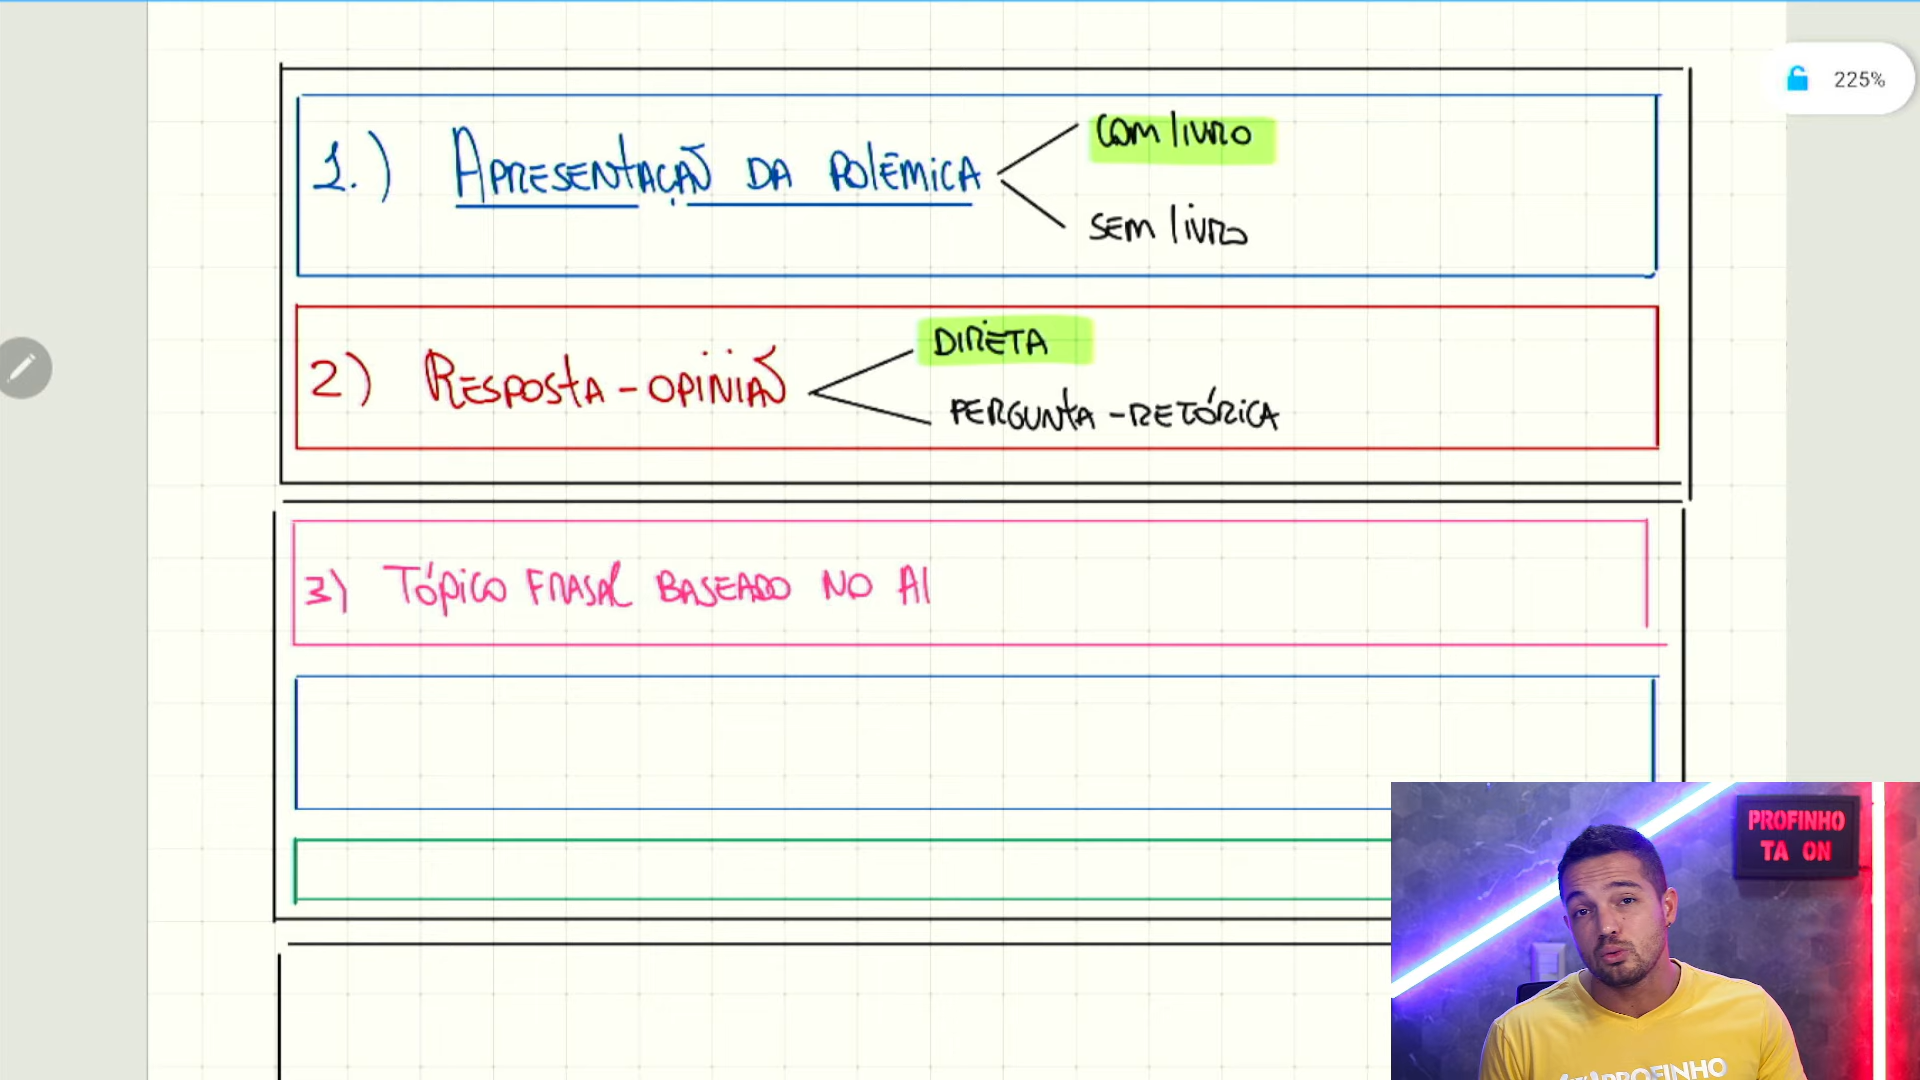 225%
1.) APRESENTAÇÃO DA POLÊMICA
COM LIVRO
SEM LIVRO
2) RESPOSTA-OPINIÃO
DIRETA
PERGUNTA-RETÓRICA
3) TÓPICO FRASAL BASEADO NO A1
PROFINHO
TA ON
PROFINHO